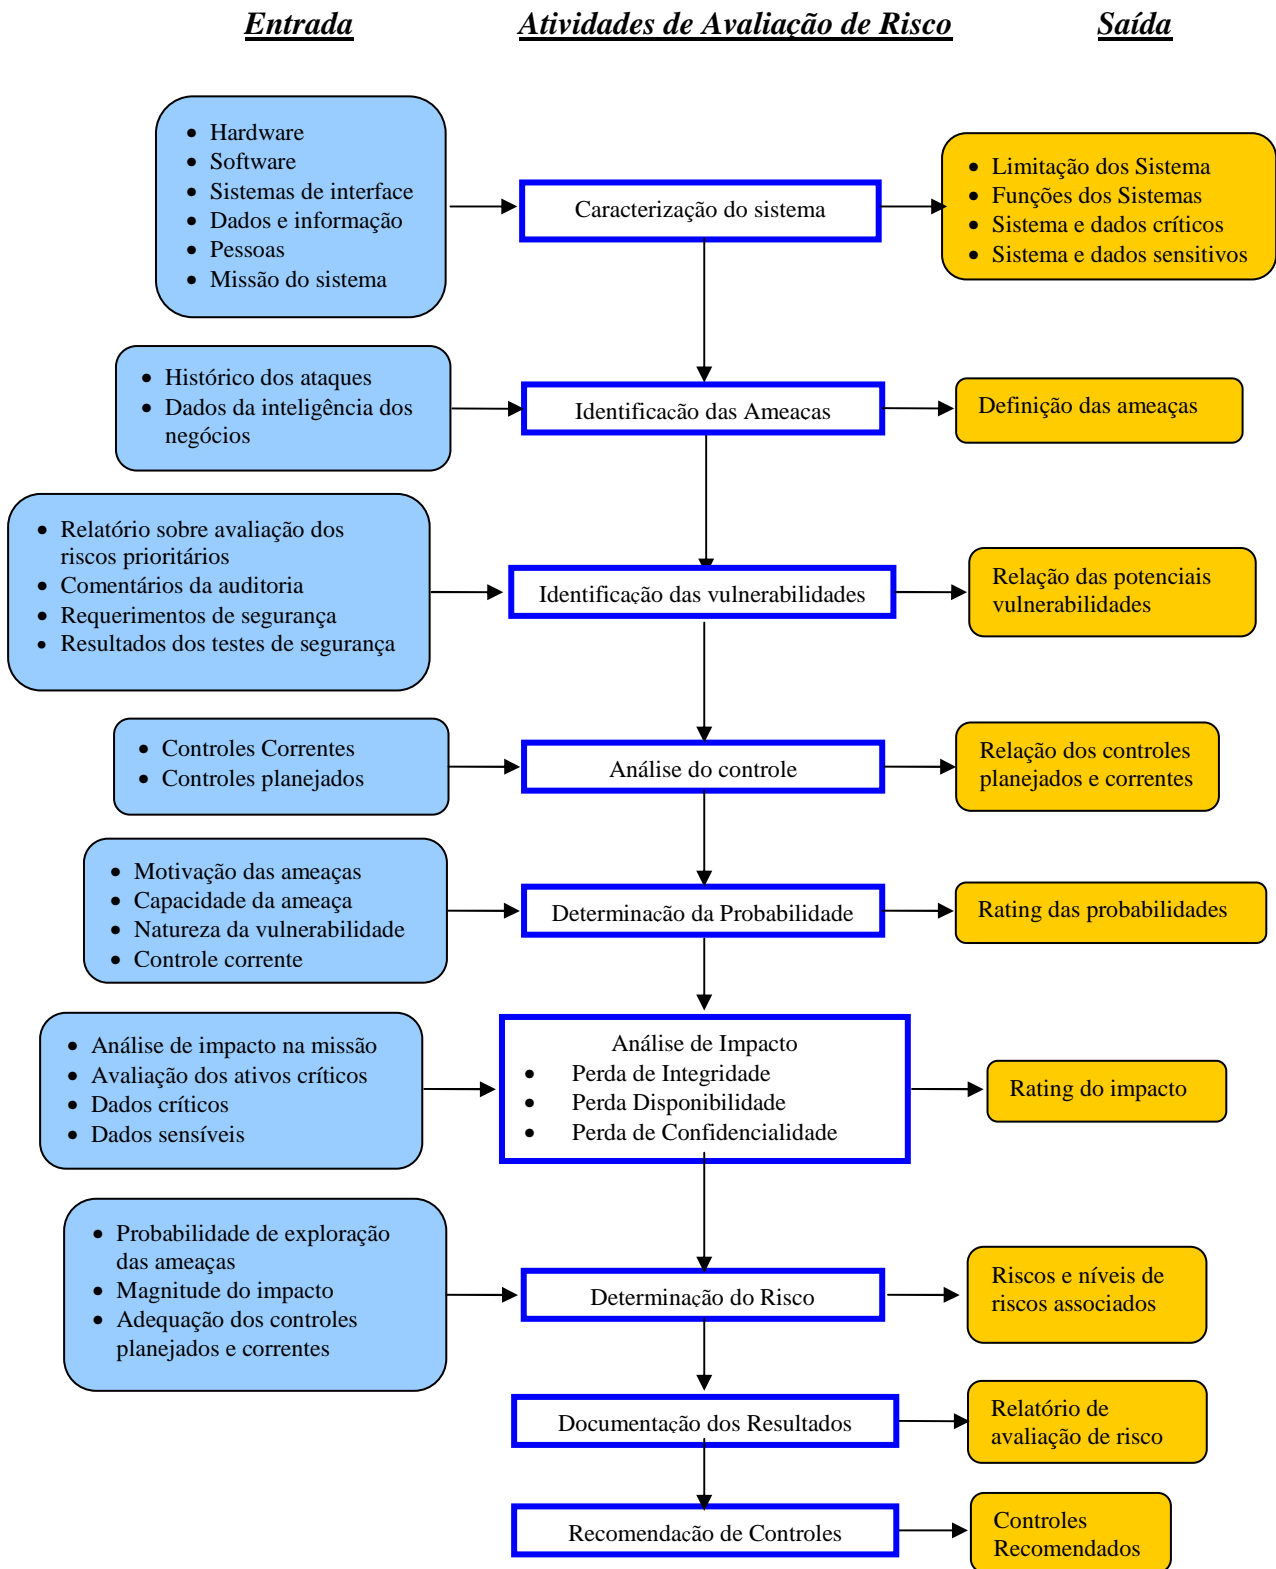 Entrada
Atividades de Avaliação de Risco
Saída
• Hardware
• Software
• Sistemas de interface
• Dados e informação
• Pessoas
• Missão do sistema
Caracterização do sistema
• Limitação dos Sistema
• Funções dos Sistemas
• Sistema e dados críticos
• Sistema e dados sensitivos
• Histórico dos ataques
• Dados da inteligência dos
negócios
Identificação das Ameaças
Definição das ameaças
• Relatório sobre avaliação dos
riscos prioritários
• Comentários da auditoria
• Requerimentos de segurança
• Resultados dos testes de segurança
Identificação das vulnerabilidades
Relação das potenciais
vulnerabilidades
• Controles Correntes
• Controles planejados
Análise do controle
Relação dos controles
planejados e correntes
• Motivação das ameaças
• Capacidade da ameaça
• Natureza da vulnerabilidade
• Controle corrente
Determinação da Probabilidade
Rating das probabilidades
• Análise de impacto na missão
• Avaliação dos ativos críticos
• Dados críticos
• Dados sensíveis
Análise de Impacto
• Perda de Integridade
• Perda Disponibilidade
• Perda de Confidencialidade
Rating do impacto
• Probabilidade de exploração
das ameaças
• Magnitude do impacto
• Adequação dos controles
planejados e correntes
Determinação do Risco
Riscos e níveis de
riscos associados
Documentação dos Resultados
Relatório de
avaliação de risco
Recomendação de Controles
Controles
Recomendados